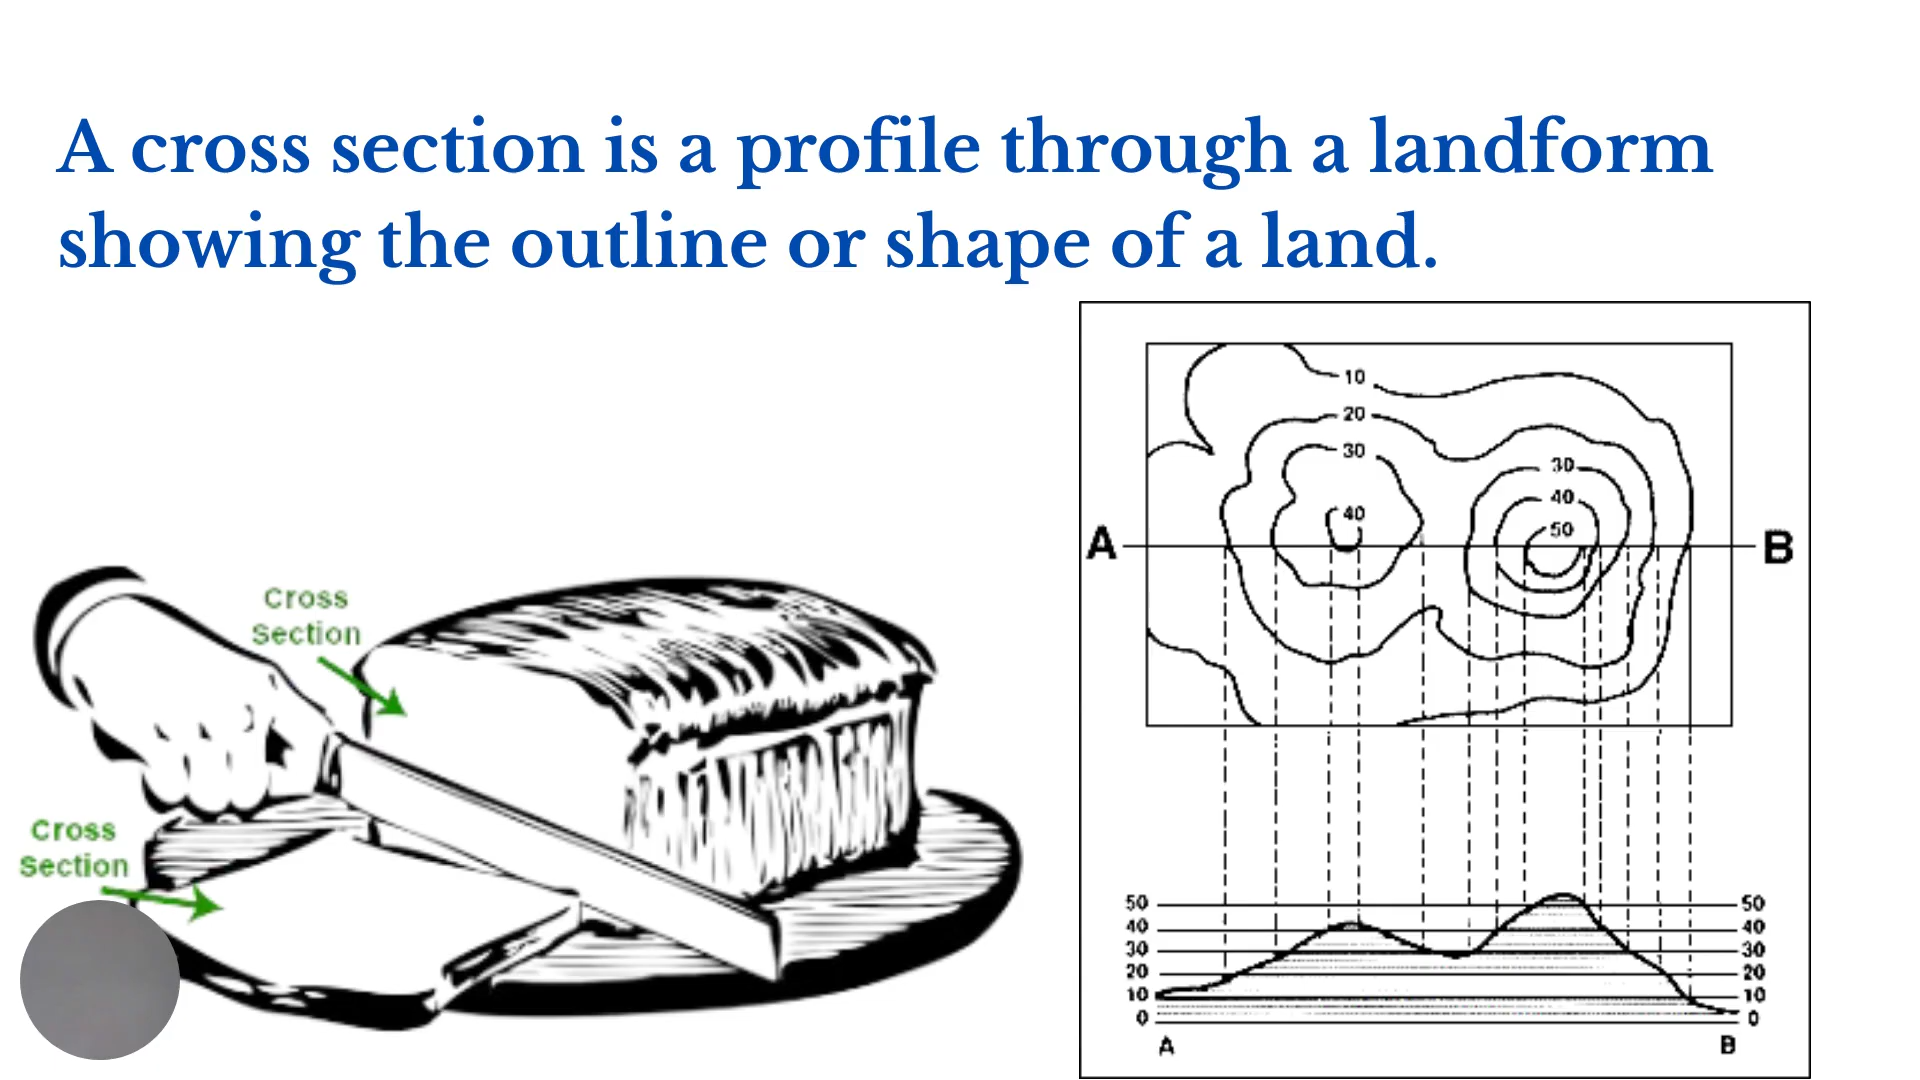 A cross section is a profile through a landform
showing the outline or shape of a land.
Cross
Section
Cross
Section
10
20
30
40
30
40
50
A
B
50 50
40 40
30 30
20 20
10 10
0 0
A B